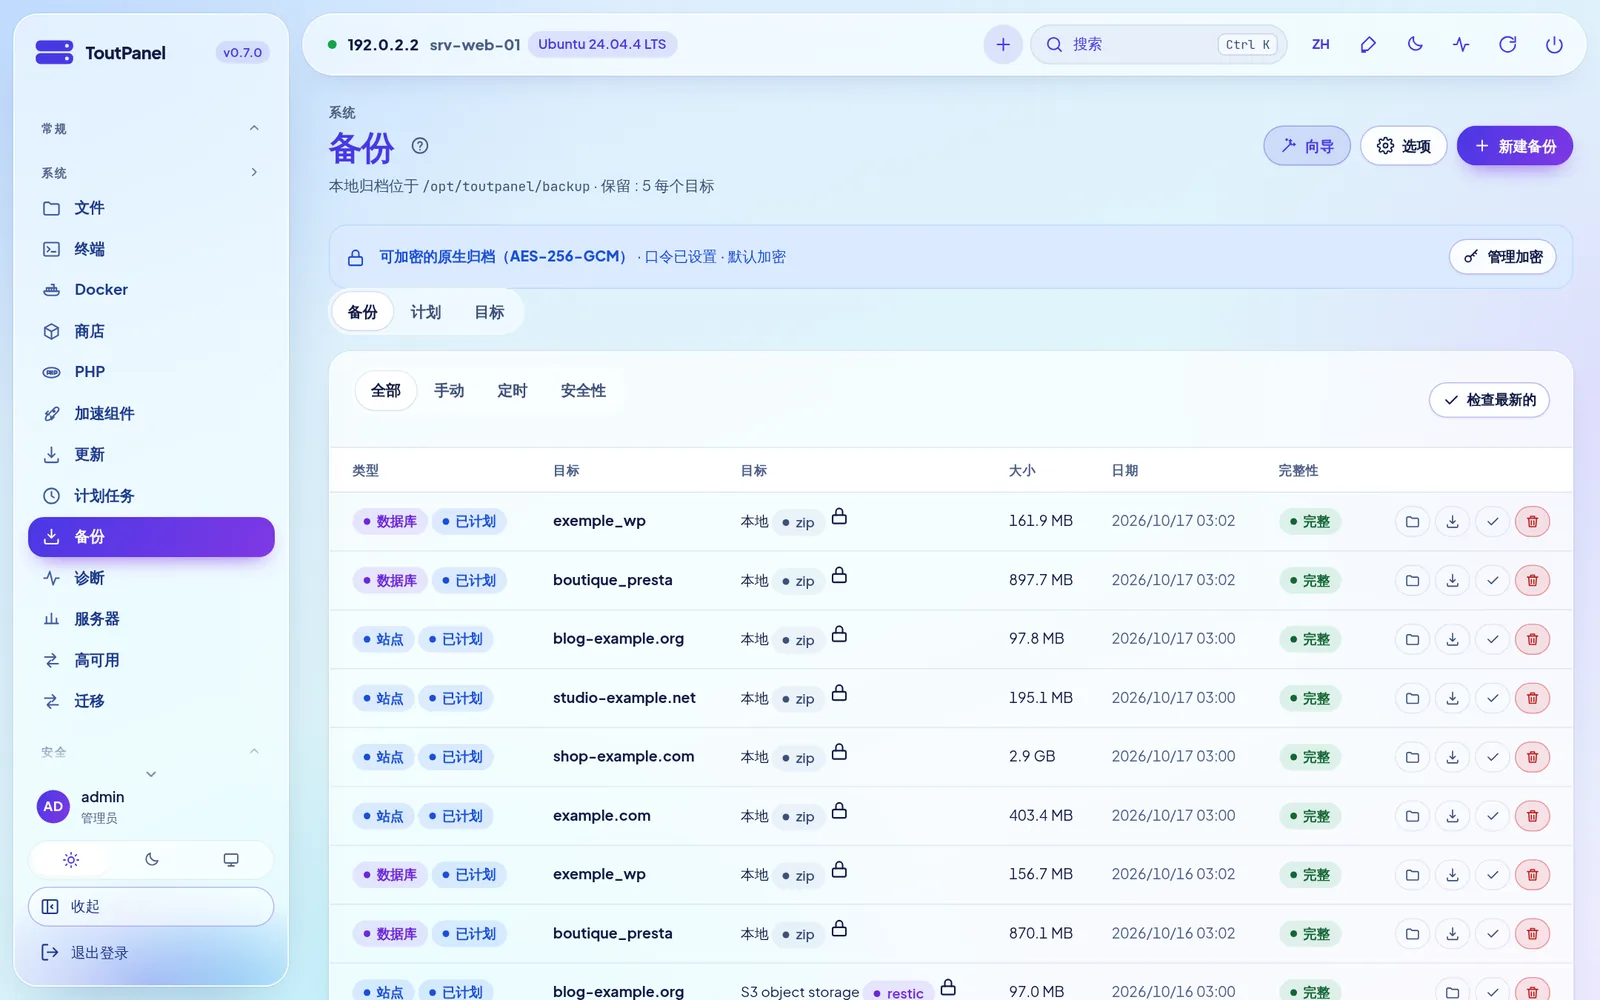 ToutPanel
v0.7.0
常规
系统
文件
终端
Docker
商店
PHP
加速组件
更新
计划任务
备份
诊断
服务器
高可用
迁移
安全
AD
admin
管理员
收起
退出登录
192.0.2.2 srv-web-01 Ubuntu 24.04.4 LTS
搜索 Ctrl K
ZH
系统
备份
本地归档位于 /opt/toutpanel/backup · 保留 : 5 每个目标
向导
选项
新建备份
可加密的原生归档（AES-256-GCM） · 口令已设置 · 默认加密
管理加密
备份 计划 目标
全部 手动 定时 安全性
检查最新的
类型 目标 目标 大小 日期 完整性
数据库 已计划 exemple_wp 本地 zip 161.9 MB 2026/10/17 03:02 完整
数据库 已计划 boutique_presta 本地 zip 897.7 MB 2026/10/17 03:02 完整
站点 已计划 blog-example.org 本地 zip 97.8 MB 2026/10/17 03:00 完整
站点 已计划 studio-example.net 本地 zip 195.1 MB 2026/10/17 03:00 完整
站点 已计划 shop-example.com 本地 zip 2.9 GB 2026/10/17 03:00 完整
站点 已计划 example.com 本地 zip 403.4 MB 2026/10/17 03:00 完整
数据库 已计划 exemple_wp 本地 zip 156.7 MB 2026/10/16 03:02 完整
数据库 已计划 boutique_presta 本地 zip 870.1 MB 2026/10/16 03:02 完整
站点 已计划 blog-example.org S3 object storage restic 97.0 MB 2026/10/16 03:00 完整